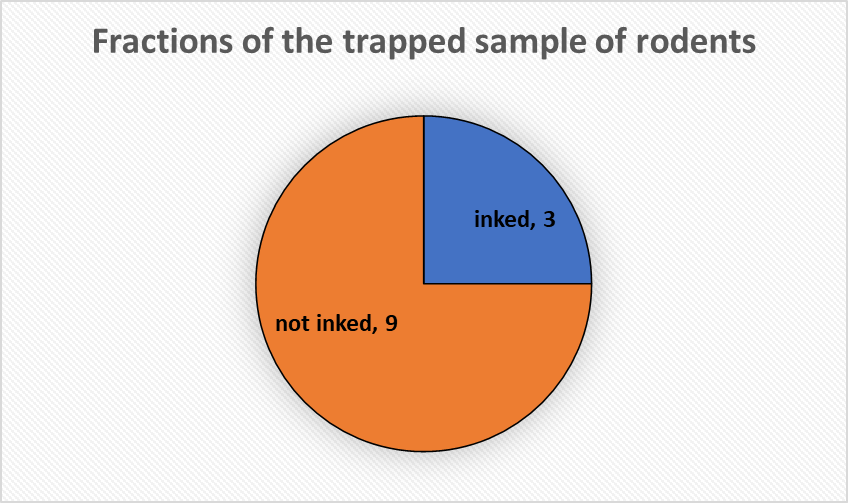 Fractions of the trapped sample of rodents
inked, 3
not inked, 9